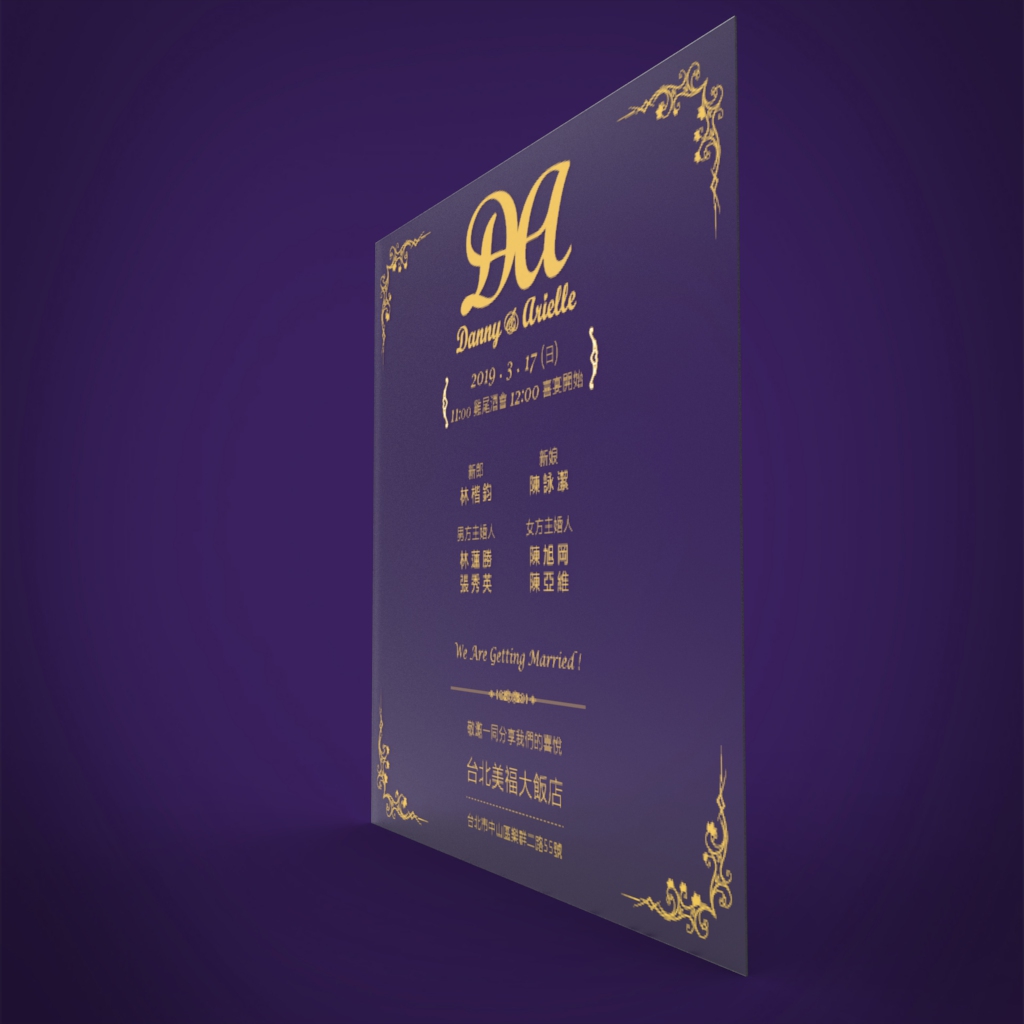 DA
Danny & Arielle
2019 . 3 . 17 (日)
11:00 雞尾酒會 12:00 喜宴開始
新郎 新娘
林楷鈞 陳詠潔
男方主婚人 女方主婚人
林蓮勝 陳旭岡
張秀英 陳亞維
We Are Getting Married !
敬邀一同分享我們的喜悅
台北美福大飯店
台北市中山區樂群二路55號